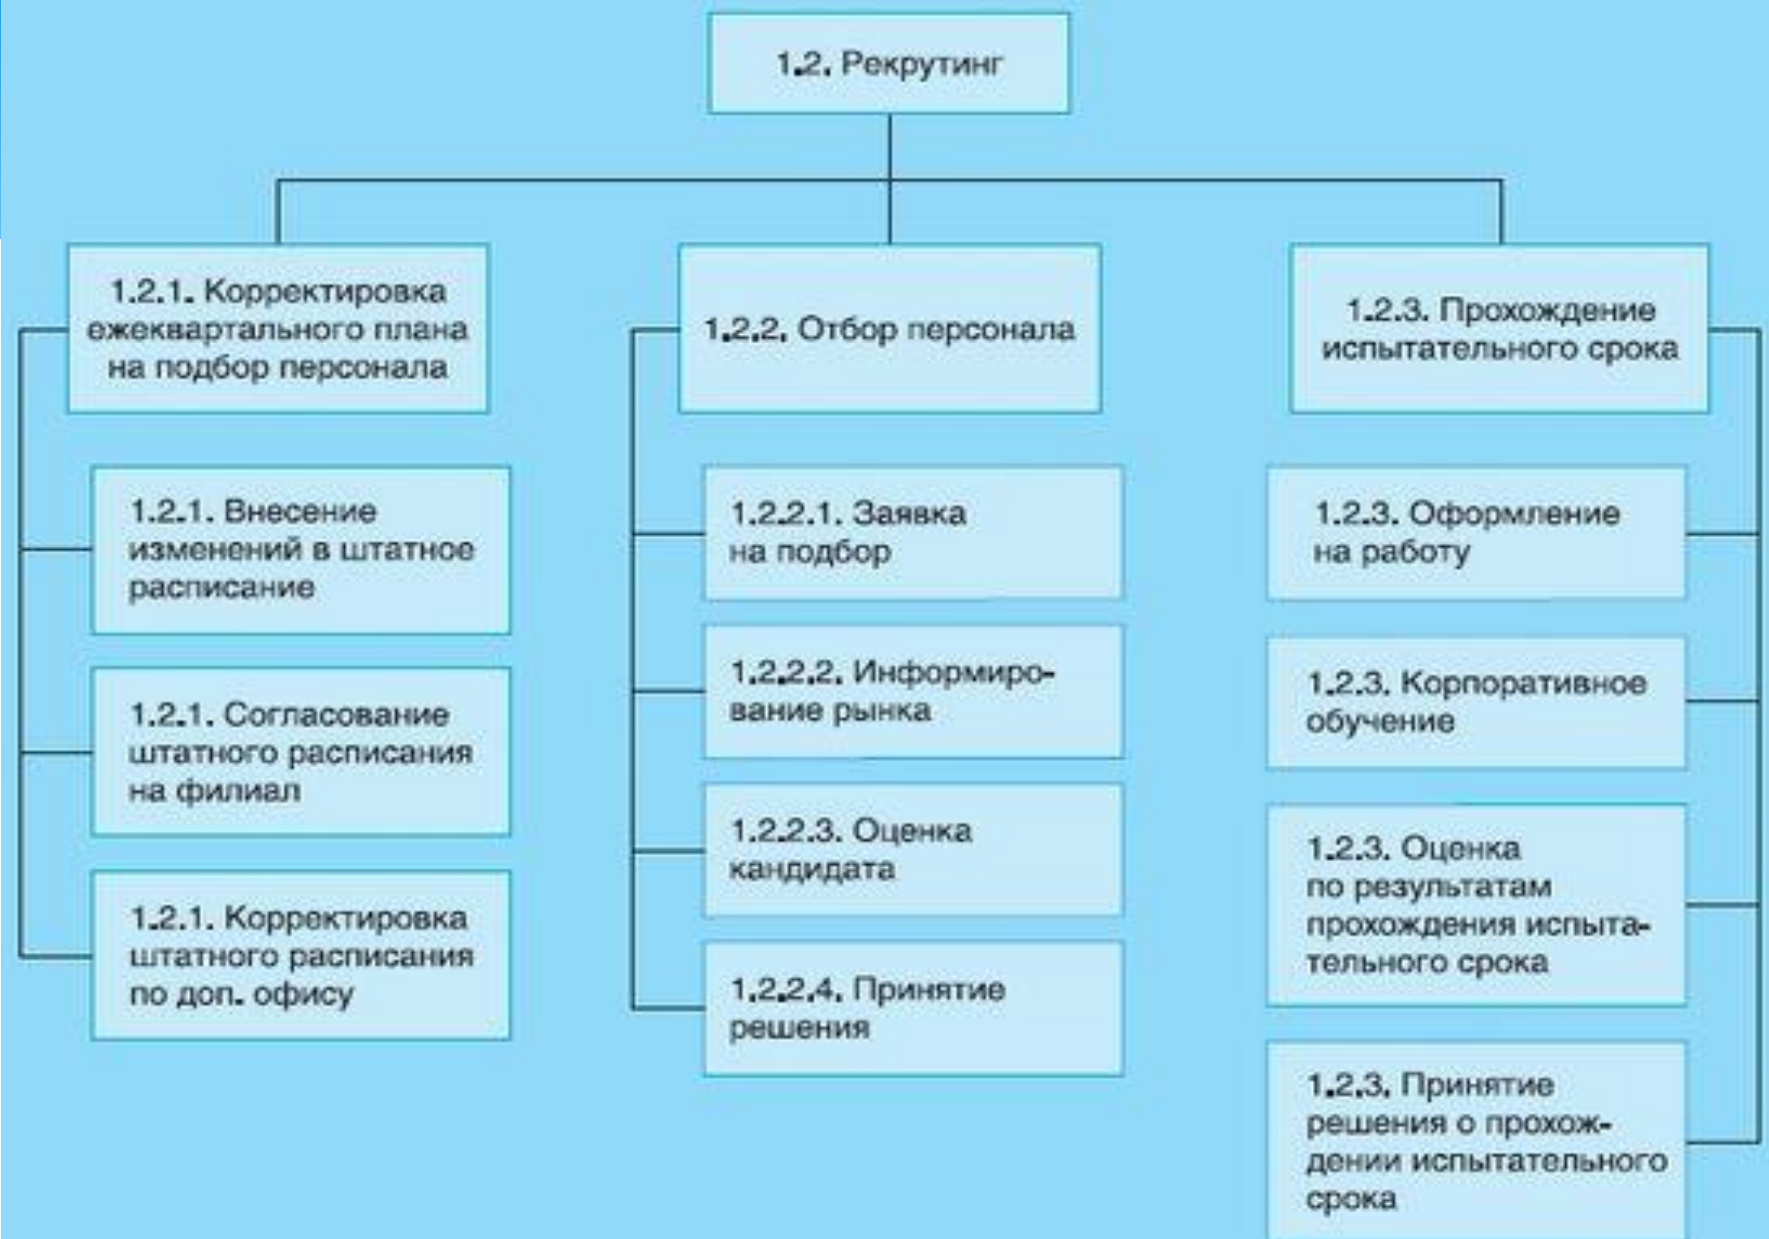 1.2. Рекрутинг
1.2.1. Корректировка
ежеквартального плана
на подбор персонала
1.2.1. Внесение
изменений в штатное
расписание
1.2.1. Согласование
штатного расписания
на филиал
1.2.1. Корректировка
штатного расписания
по доп. офису
1.2.2. Отбор персонала
1.2.2.1. Заявка
на подбор
1.2.2.2. Информиро-
вание рынка
1.2.2.3. Оценка
кандидата
1.2.2.4. Принятие
решения
1.2.3. Прохождение
испытательного срока
1.2.3. Оформление
на работу
1.2.3. Корпоративное
обучение
1.2.3. Оценка
по результатам
прохождения испыта-
тельного срока
1.2.3. Принятие
решения о прохож-
дении испытательного
срока